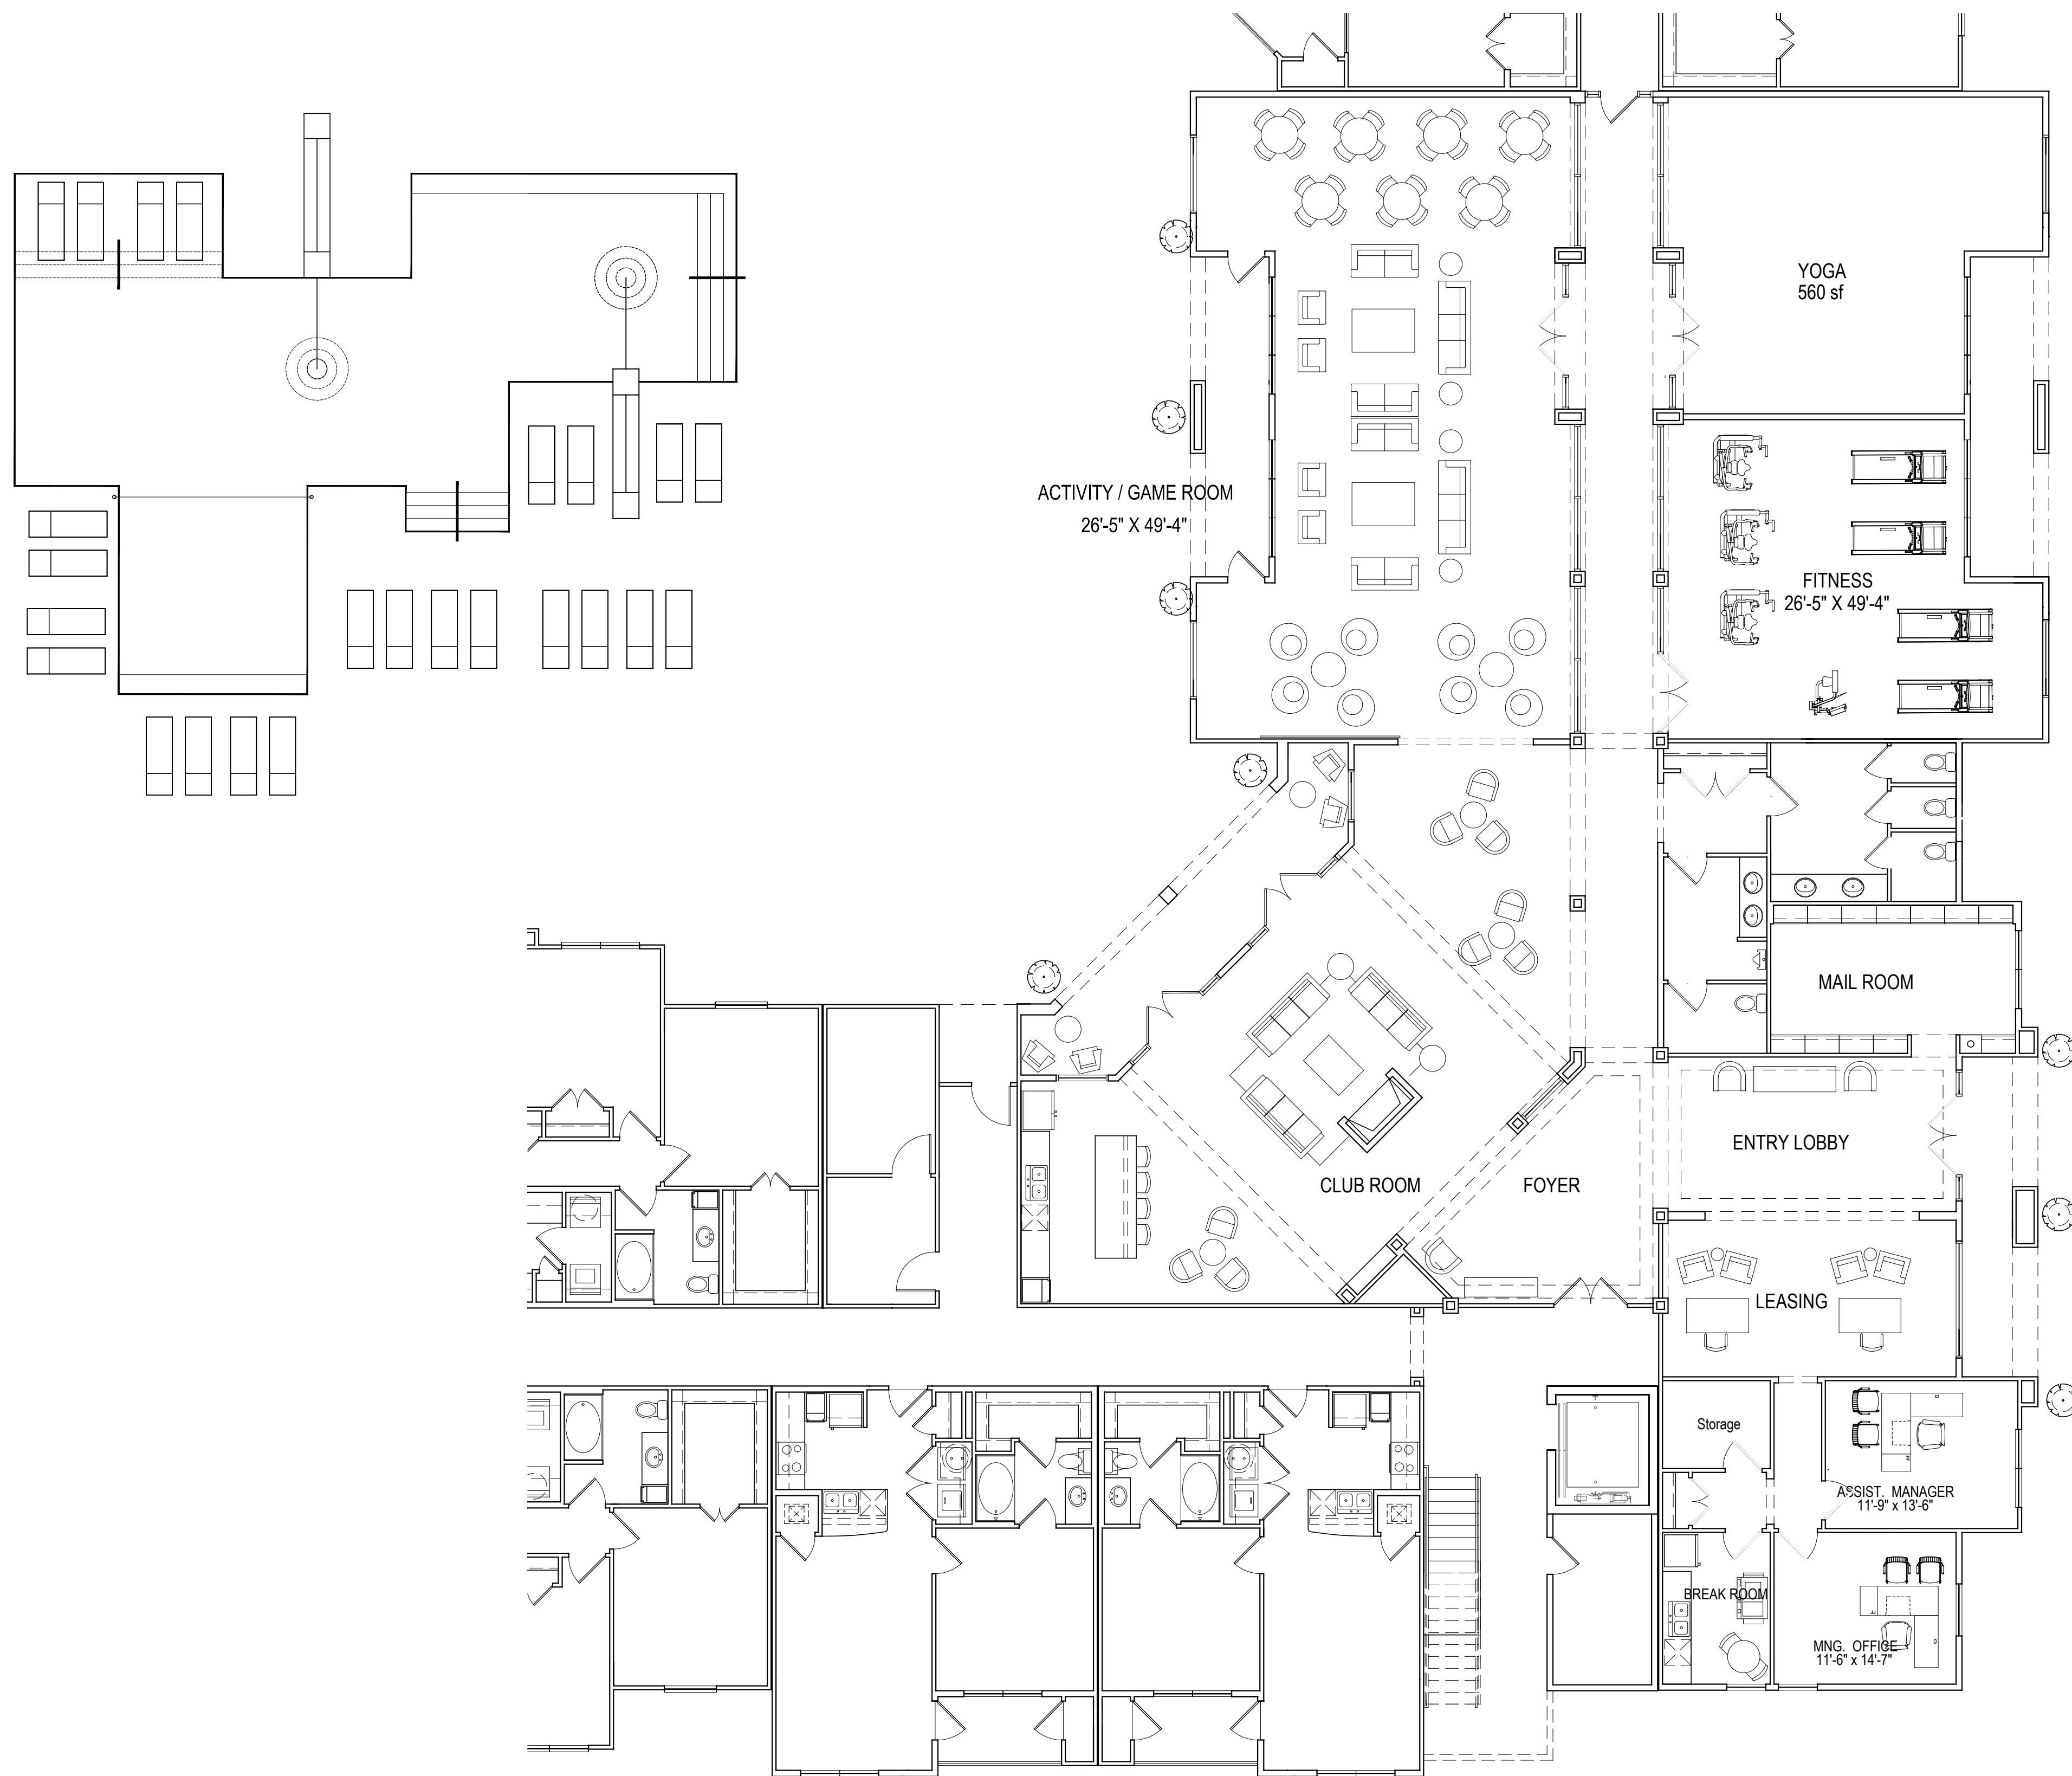 YOGA
560 sf
ACTIVITY / GAME ROOM
26'-5" X 49'-4"
FITNESS
26'-5" X 49'-4"
MAIL ROOM
ENTRY LOBBY
CLUB ROOM
FOYER
LEASING
Storage
ASSIST. MANAGER
11'-9" x 13'-6"
BREAK ROOM
MNG. OFFICE
11'-6" x 14'-7"